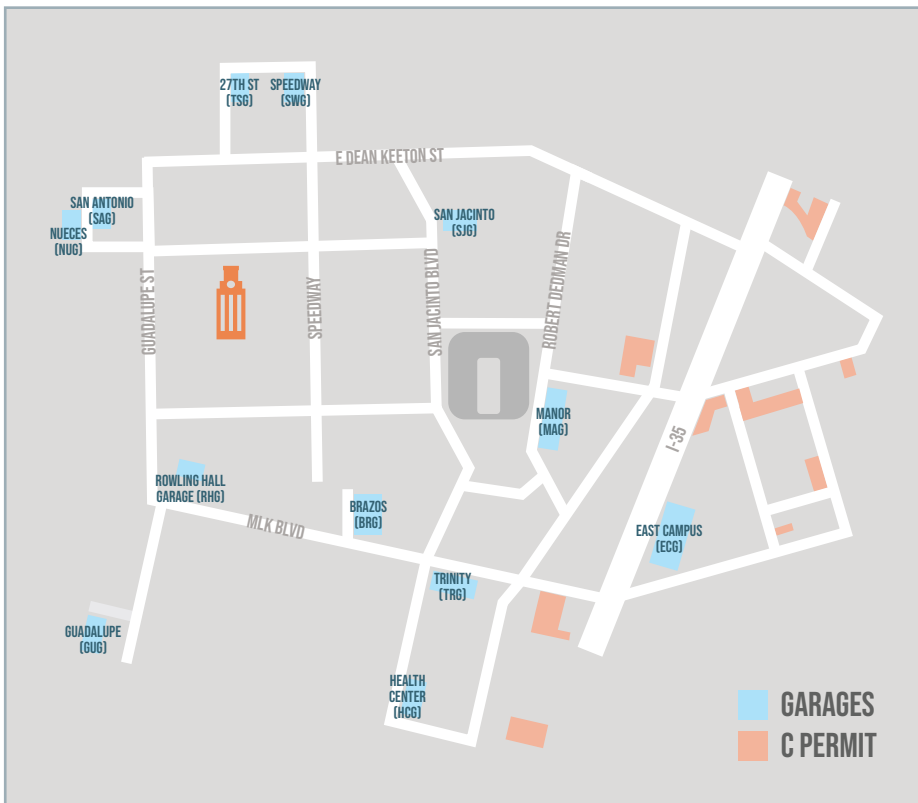 27TH ST
(TSG)
SPEEDWAY
(SWG)
E DEAN KEETON ST
SAN ANTONIO
(SAG)
NUECES
(NUG)
SAN JACINTO
(SJG)
GUADALUPE ST
SPEEDWAY
SAN JACINTO BLVD
ROBERT DEDMAN DR
MANOR
(MAG)
I-35
ROWLING HALL
GARAGE (RHG)
BRAZOS
(BRG)
MLK BLVD
EAST CAMPUS
(ECG)
TRINITY
(TRG)
GUADALUPE
(GUG)
HEALTH
CENTER
(HCG)
GARAGES
C PERMIT